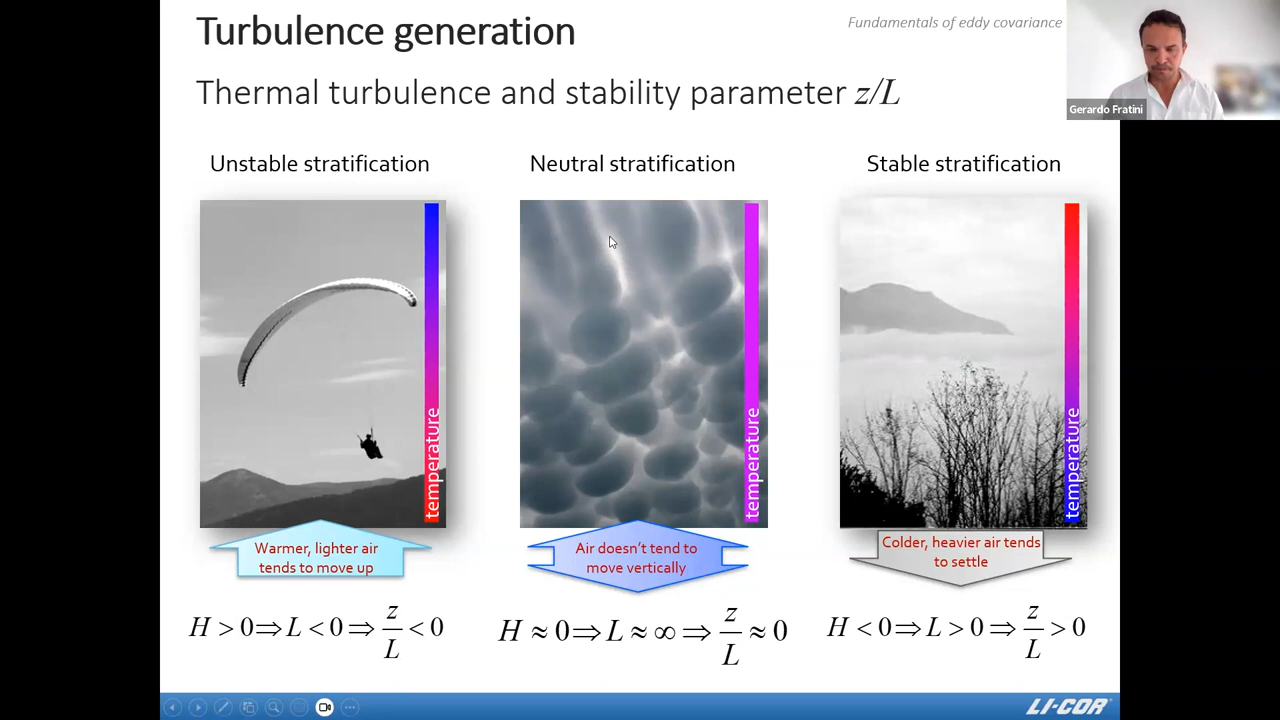 Turbulence generation
Fundamentals of eddy covariance
Gerardo Fratini
Thermal turbulence and stability parameter z/L
Unstable stratification
Neutral stratification
Stable stratification
temperature
temperature
temperature
Warmer, lighter air
tends to move up
Air doesn't tend to
move vertically
Colder, heavier air tends
to settle
H > 0 ⇒ L < 0 ⇒ z/L < 0
H ≈ 0 ⇒ L ≈ ∞ ⇒ z/L ≈ 0
H < 0 ⇒ L > 0 ⇒ z/L > 0
LI-COR